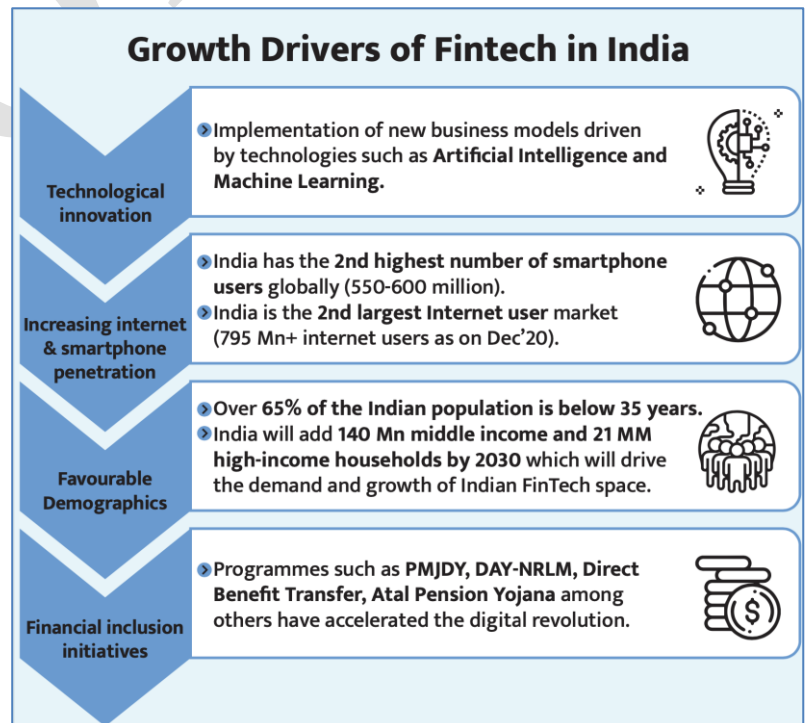 Growth Drivers of Fintech in India
Technological
innovation
Implementation of new business models driven
by technologies such as Artificial Intelligence and
Machine Learning.
Increasing internet
& smartphone
penetration
India has the 2nd highest number of smartphone
users globally (550-600 million).
India is the 2nd largest Internet user market
(795 Mn+ internet users as on Dec'20).
Favourable
Demographics
Over 65% of the Indian population is below 35 years.
India will add 140 Mn middle income and 21 MM
high-income households by 2030 which will drive
the demand and growth of Indian FinTech space.
Financial inclusion
initiatives
Programmes such as PMJDY, DAY-NRLM, Direct
Benefit Transfer, Atal Pension Yojana among
others have accelerated the digital revolution.
$